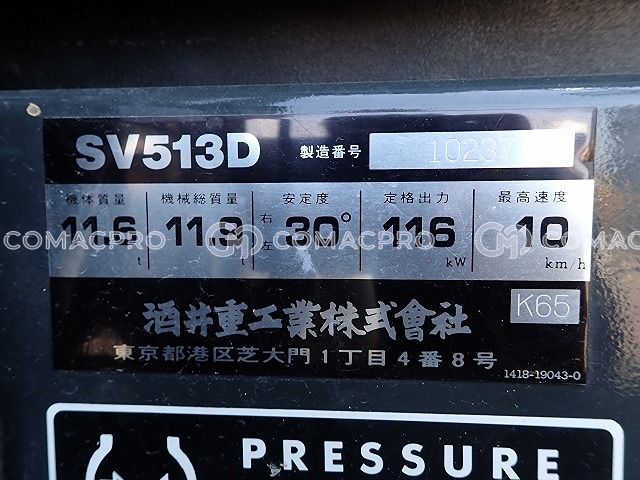 SV513D 製造番号
機体質量 機械総質量 安定度 定格出力 最高速度
右
左
30° 116 10
t t kW km/h
COMACPRO COMACPRO COMACPRO
酒井重工業株式會社 K65
東京都港区芝大門1丁目4番8号 1418-19043-0
PRESSURE